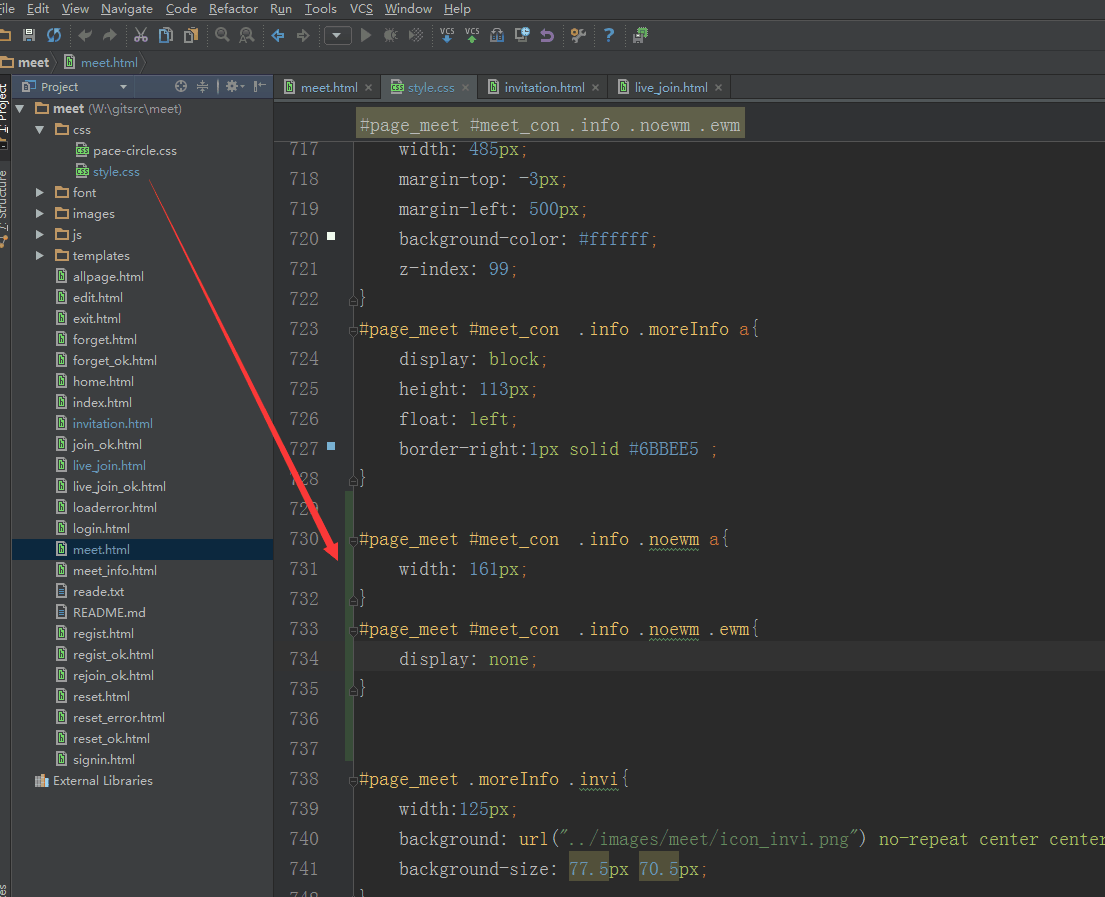 File Edit View Navigate Code Refactor Run Tools VCS Window Help
VCS VCS
meet meet.html
Project
meet.html style.css invitation.html live_join.html
1: Project
7: Structure
meet (W:\gitsrc\meet)
css
pace-circle.css
style.css
font
images
js
templates
allpage.html
edit.html
exit.html
forget.html
forget_ok.html
home.html
index.html
invitation.html
join_ok.html
live_join.html
live_join_ok.html
loaderror.html
login.html
meet.html
meet_info.html
reade.txt
README.md
regist.html
regist_ok.html
rejoin_ok.html
reset.html
reset_error.html
reset_ok.html
signin.html
External Libraries
#page_meet #meet_con .info .noewm .ewm
717 width: 485px;
718 margin-top: -3px;
719 margin-left: 500px;
720 background-color: #ffffff;
721 z-index: 99;
722 }
723 #page_meet #meet_con  .info .moreInfo a{
724 display: block;
725 height: 113px;
726 float: left;
727 border-right:1px solid #6BBEE5 ;
728 }
729
730 #page_meet #meet_con  .info .noewm a{
731 width: 161px;
732 }
733 #page_meet #meet_con  .info .noewm .ewm{
734 display: none;
735 }
736
737
738 #page_meet .moreInfo .invi{
739 width:125px;
740 background: url("../images/meet/icon_invi.png") no-repeat center center
741 background-size: 77.5px 70.5px;
742 }